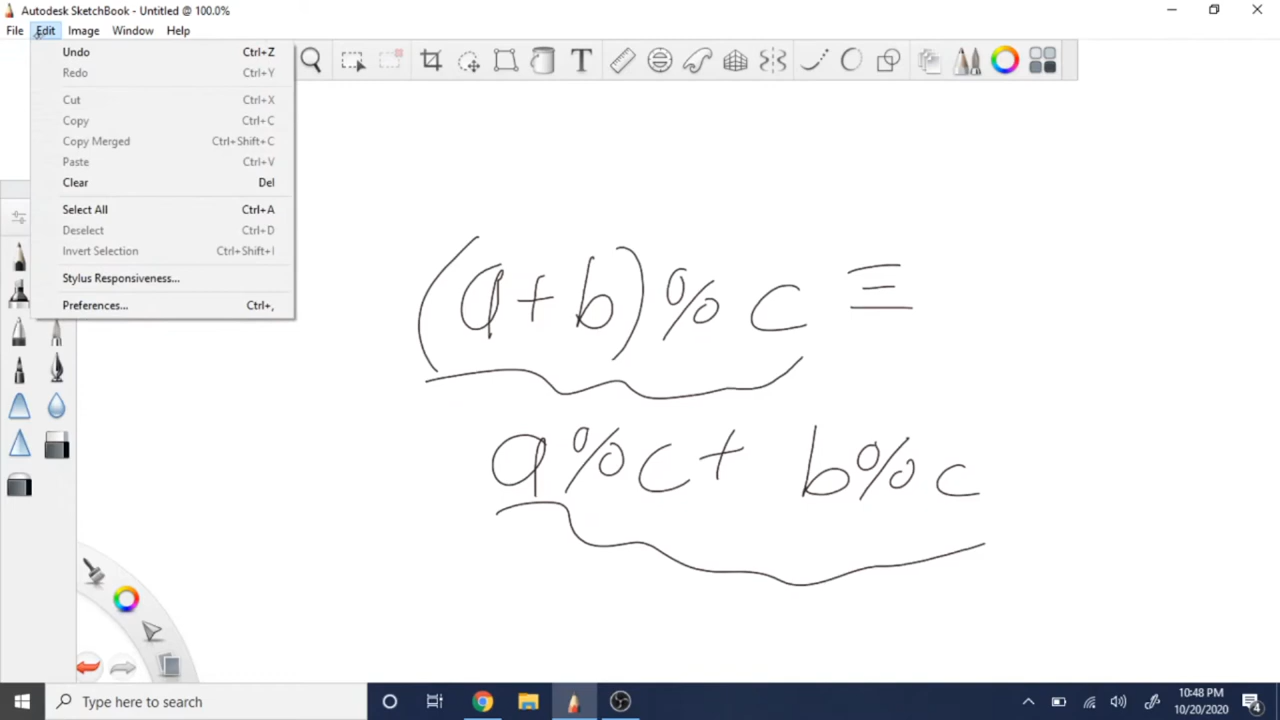 Autodesk SketchBook - Untitled @ 100.0%
File Edit Image Window Help
Undo Ctrl+Z
Redo Ctrl+Y
Cut Ctrl+X
Copy Ctrl+C
Copy Merged Ctrl+Shift+C
Paste Ctrl+V
Clear Del
Select All Ctrl+A
Deselect Ctrl+D
Invert Selection Ctrl+Shift+I
Stylus Responsiveness...
Preferences... Ctrl+,
T
(a+b)%c ≡
a%c+ b%c
Type here to search
10:48 PM
10/20/2020
4